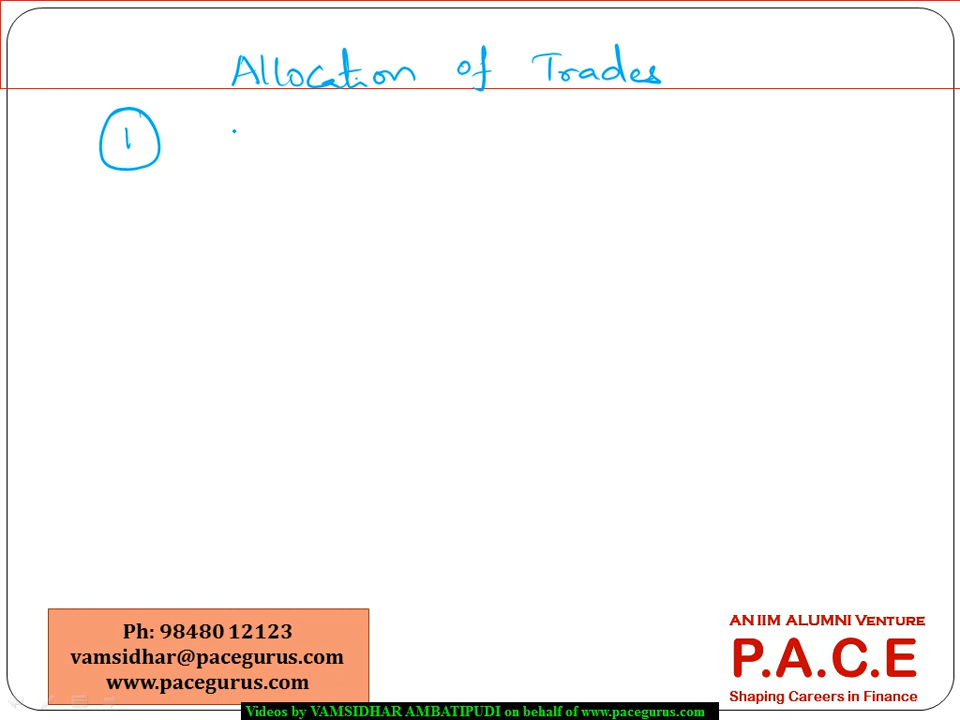 Allocation of Trades
1
Ph: 98480 12123
vamsidhar@pacegurus.com
www.pacegurus.com
AN IIM ALUMNI VENTURE
P.A.C.E
Shaping Careers in Finance
Videos by VAMSIDHAR AMBATIPUDI on behalf of www.pacegurus.com